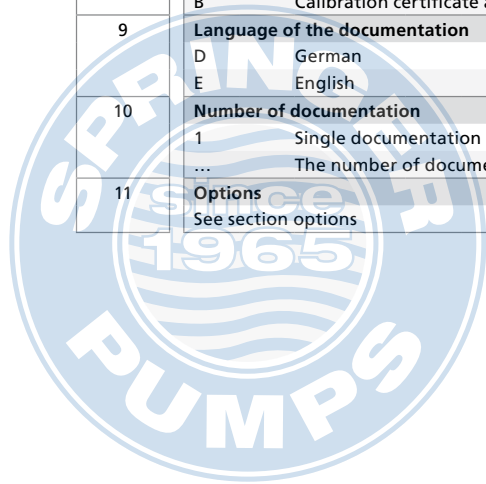 B Calibration certificate
9 Language of the documentation
D German
E English
10 Number of documentation
1 Single documentation
... The number of docume
11 Options
See section options
SPRINGER
since
1965
PUMPS